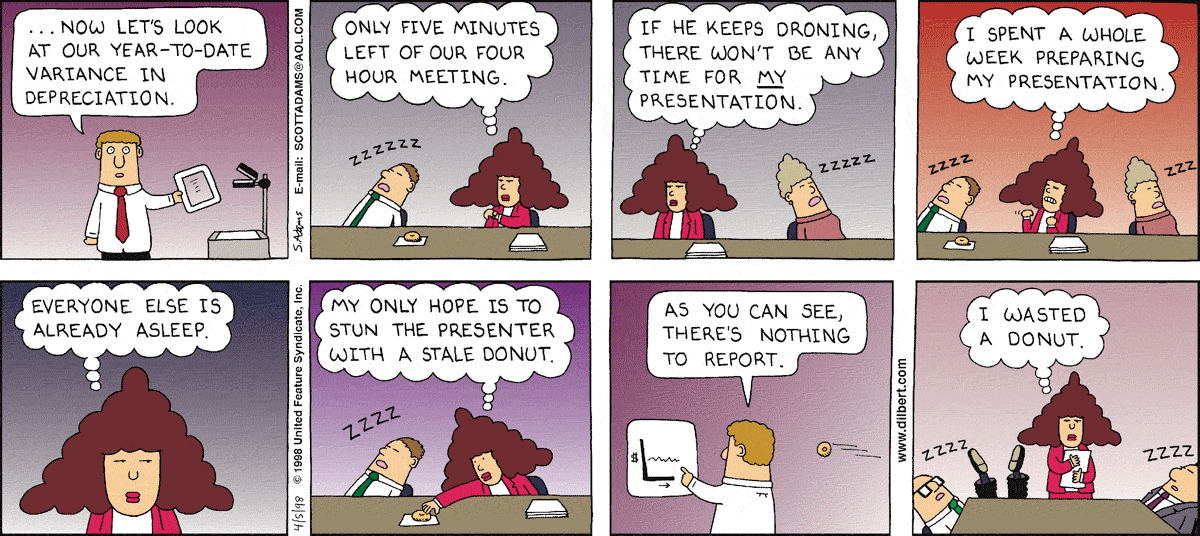 ...NOW LET'S LOOK
AT OUR YEAR-TO-DATE
VARIANCE IN
DEPRECIATION.
S.Adams E-mail: SCOTTADAMS@AOL.COM
ONLY FIVE MINUTES
LEFT OF OUR FOUR
HOUR MEETING.
ZZZZZZ
IF HE KEEPS DRONING,
THERE WON'T BE ANY
TIME FOR MY
PRESENTATION.
ZZZZZ
I SPENT A WHOLE
WEEK PREPARING
MY PRESENTATION.
ZZZZ
ZZZ
EVERYONE ELSE IS
ALREADY ASLEEP.
4/5/98 © 1998 United Feature Syndicate, Inc.
MY ONLY HOPE IS TO
STUN THE PRESENTER
WITH A STALE DONUT.
ZZZZ
AS YOU CAN SEE,
THERE'S NOTHING
TO REPORT.
$
www.dilbert.com
I WASTED
A DONUT.
ZZZZ
ZZZZ